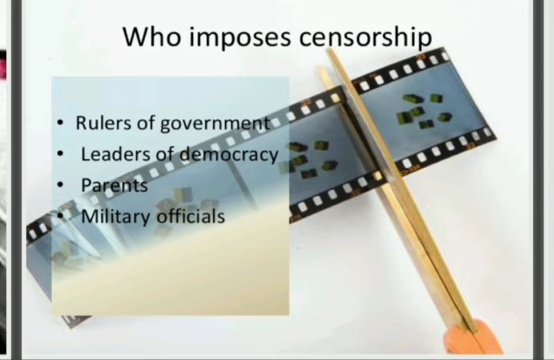 Who imposes censorship
• Rulers of government
• Leaders of democracy
• Parents
• Military officials